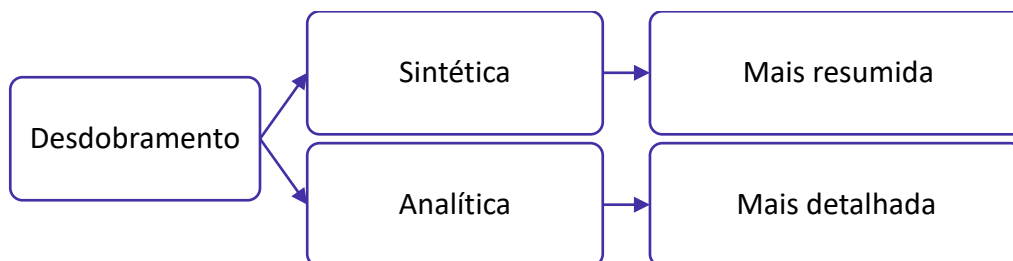 Desdobramento
Sintética
Mais resumida
Analítica
Mais detalhada